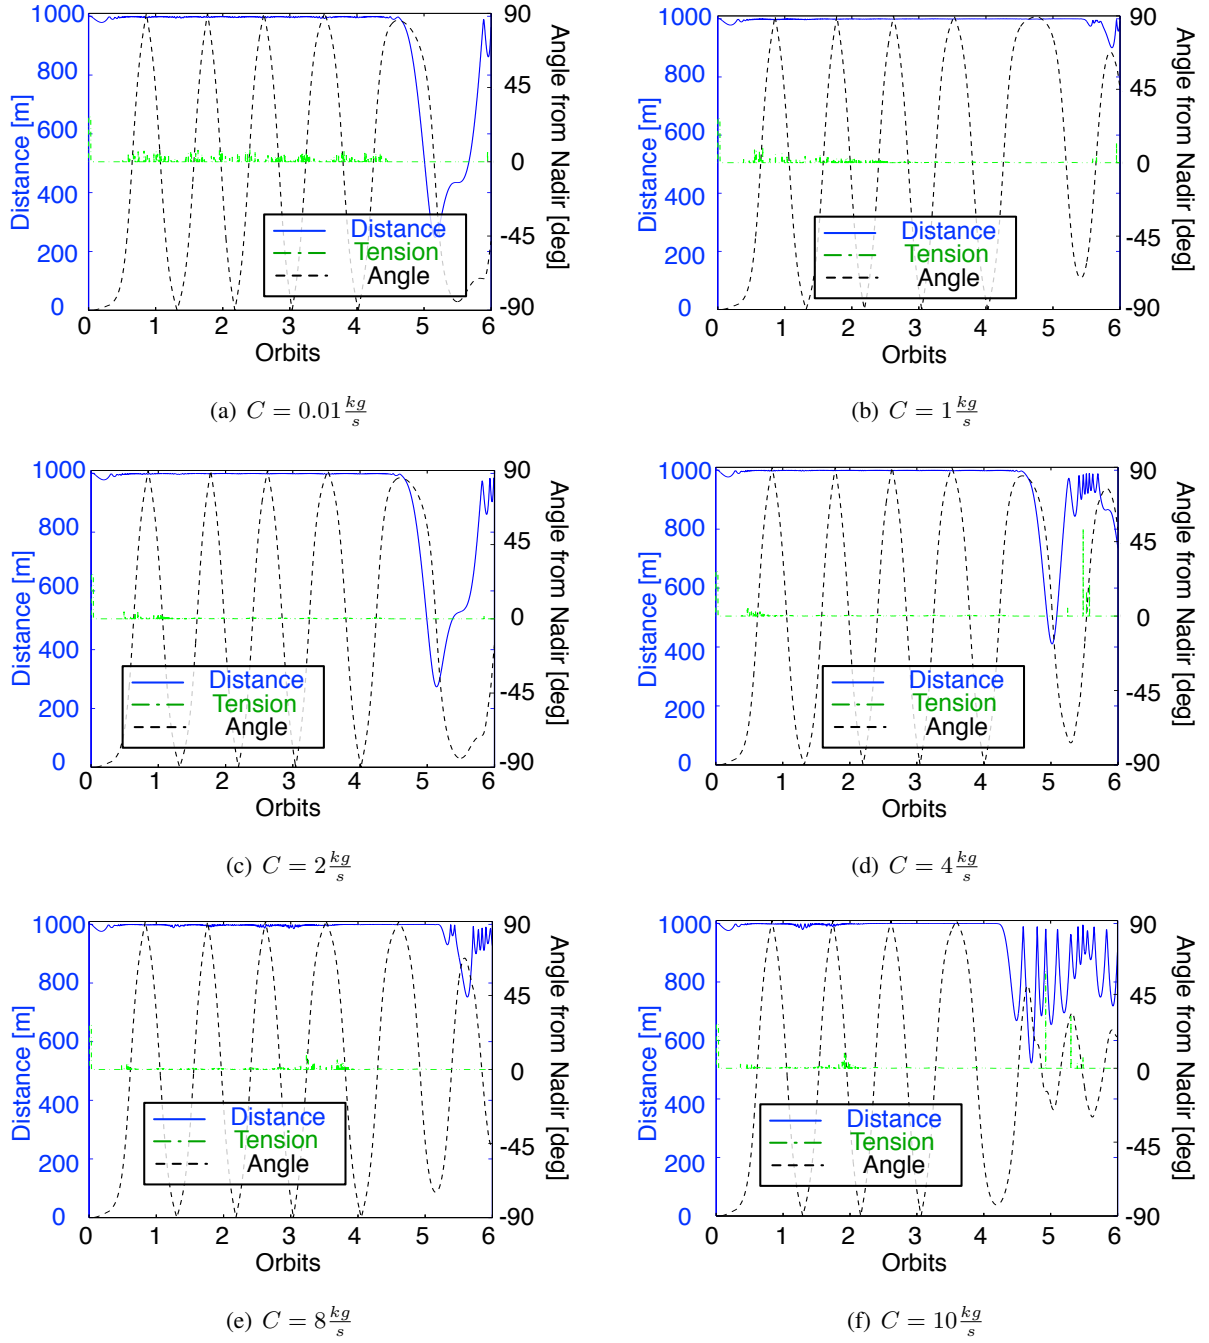 1000
800
600
400
200
0
Distance [m]
90
45
0
-45
-90
Angle from Nadir [deg]
Distance
Tension
Angle
0 1 2 3 4 5 6
Orbits
(a) C = 0.01 kg/s
1000
800
600
400
200
0
Distance [m]
90
45
0
-45
-90
Angle from Nadir [deg]
Distance
Tension
Angle
0 1 2 3 4 5 6
Orbits
(b) C = 1 kg/s
1000
800
600
400
200
0
Distance [m]
90
45
0
-45
-90
Angle from Nadir [deg]
Distance
Tension
Angle
0 1 2 3 4 5 6
Orbits
(c) C = 2 kg/s
1000
800
600
400
200
0
Distance [m]
90
45
0
-45
-90
Angle from Nadir [deg]
Distance
Tension
Angle
0 1 2 3 4 5 6
Orbits
(d) C = 4 kg/s
1000
800
600
400
200
0
Distance [m]
90
45
0
-45
-90
Angle from Nadir [deg]
Distance
Tension
Angle
0 1 2 3 4 5 6
Orbits
(e) C = 8 kg/s
1000
800
600
400
200
0
Distance [m]
90
45
0
-45
-90
Angle from Nadir [deg]
Distance
Tension
Angle
0 1 2 3 4 5 6
Orbits
(f) C = 10 kg/s